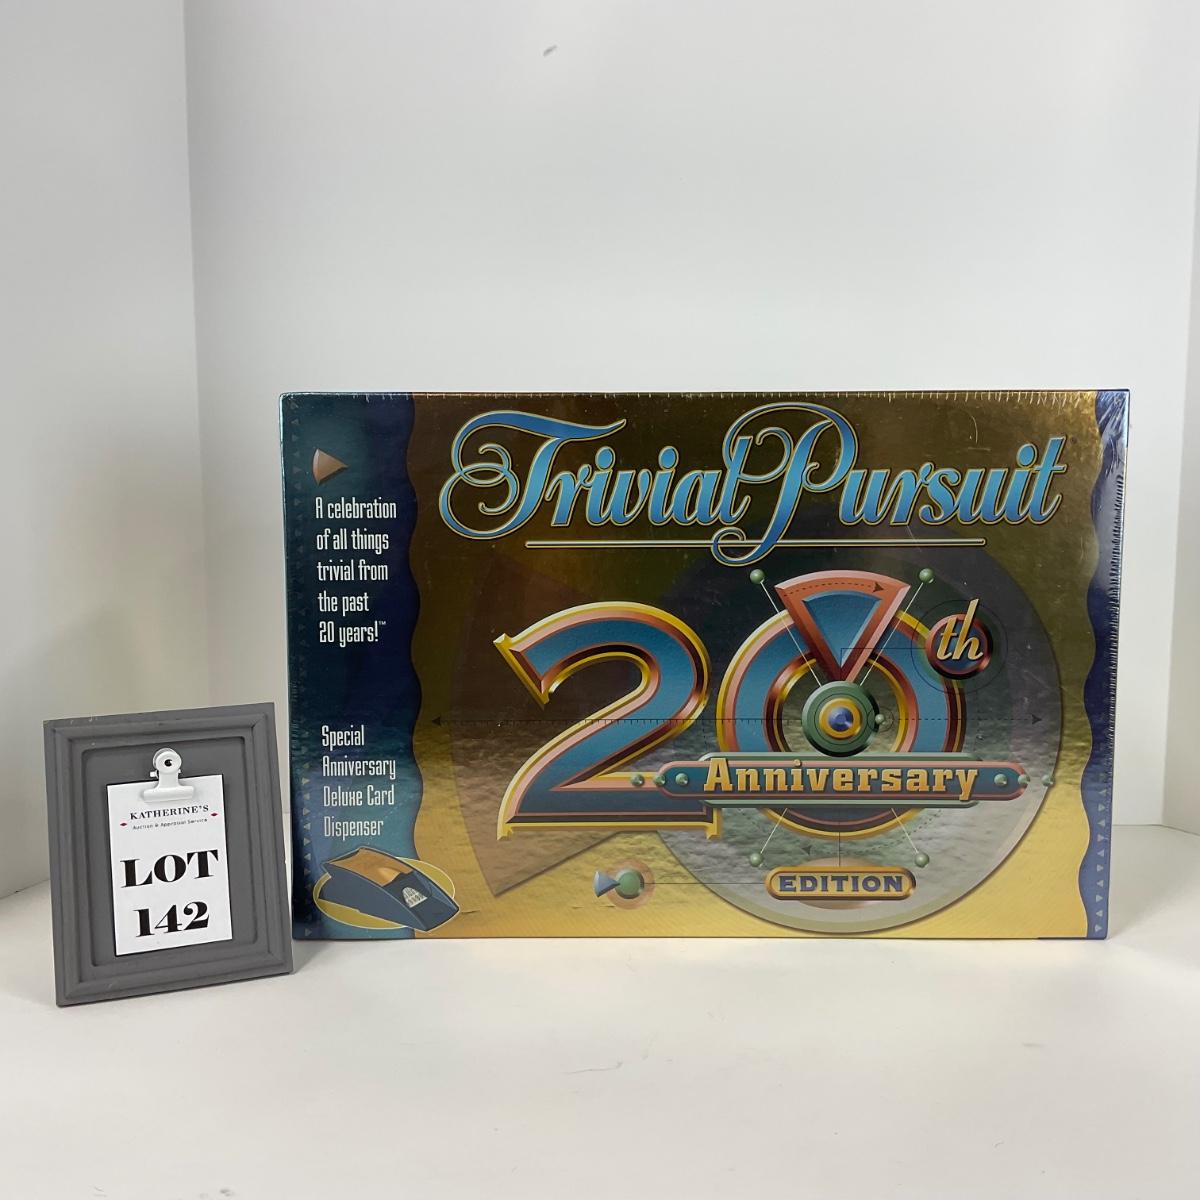 Trivial Pursuit
20th
Anniversary
EDITION
A celebration
of all things
trivial from
the past
20 years!™
Special
Anniversary
Deluxe Card
Dispenser
KATHERINE'S
Auction & Appraisal Service
LOT
142